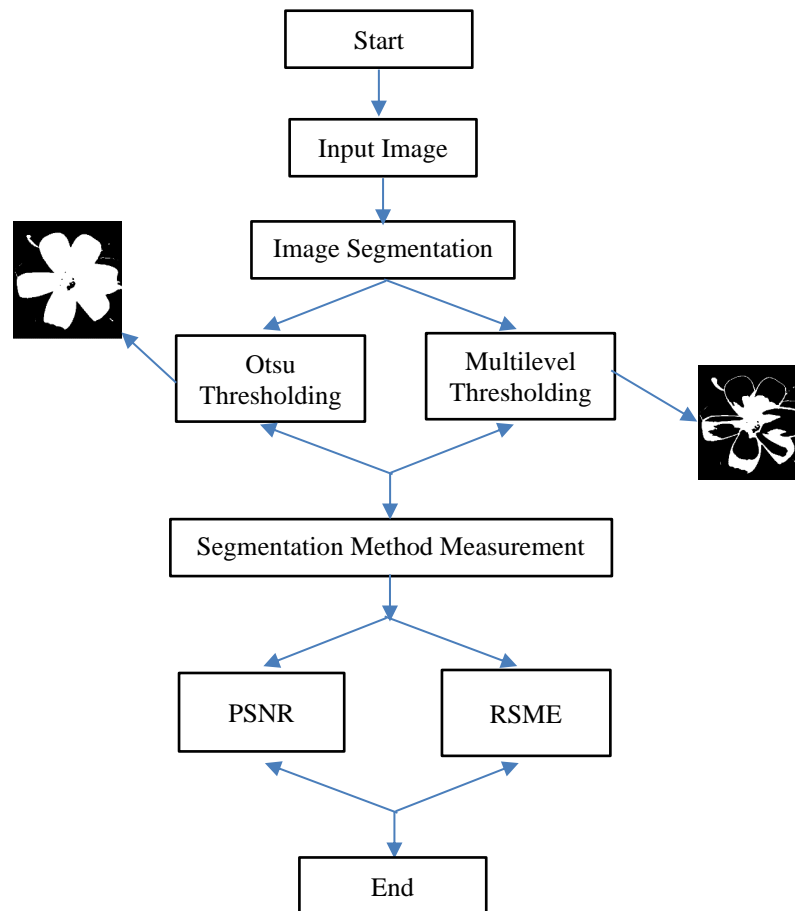 Start
Input Image
Image Segmentation
Otsu
Thresholding
Multilevel
Thresholding
Segmentation Method Measurement
PSNR
RSME
End